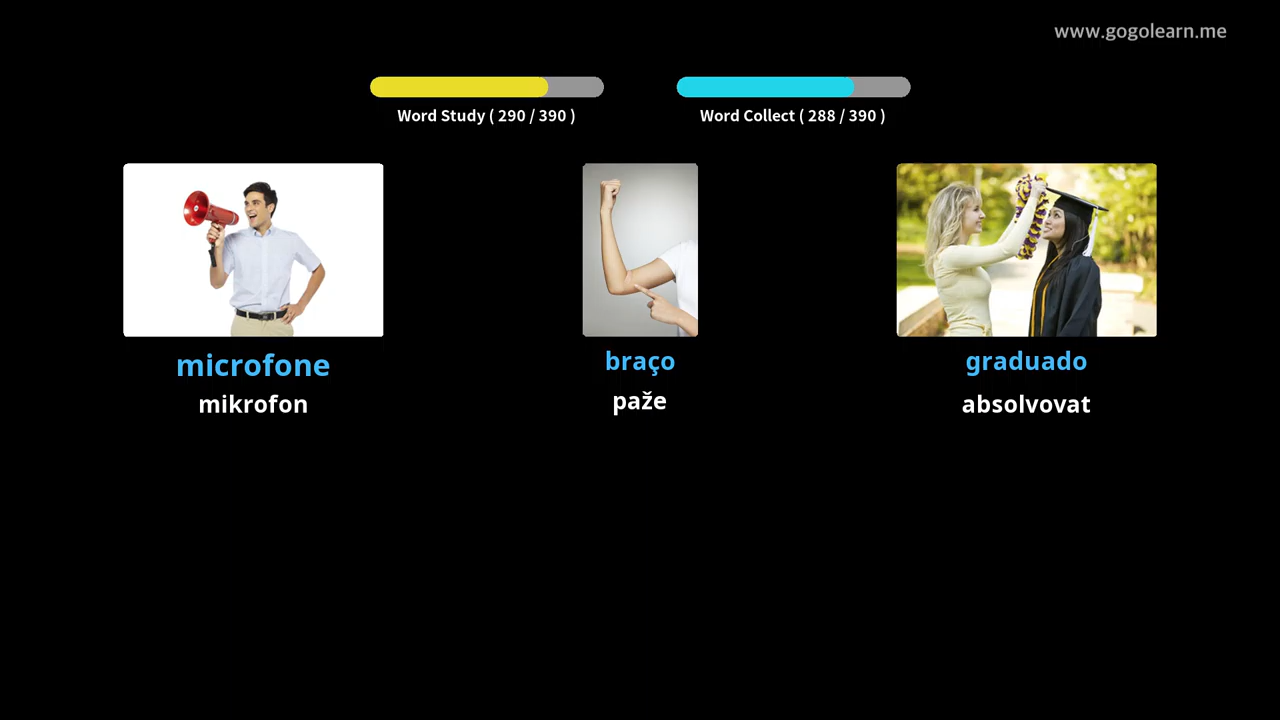 www.gogolearn.me
Word Study ( 290 / 390 )
Word Collect ( 288 / 390 )
microfone
mikrofon
braço
paže
graduado
absolvovat